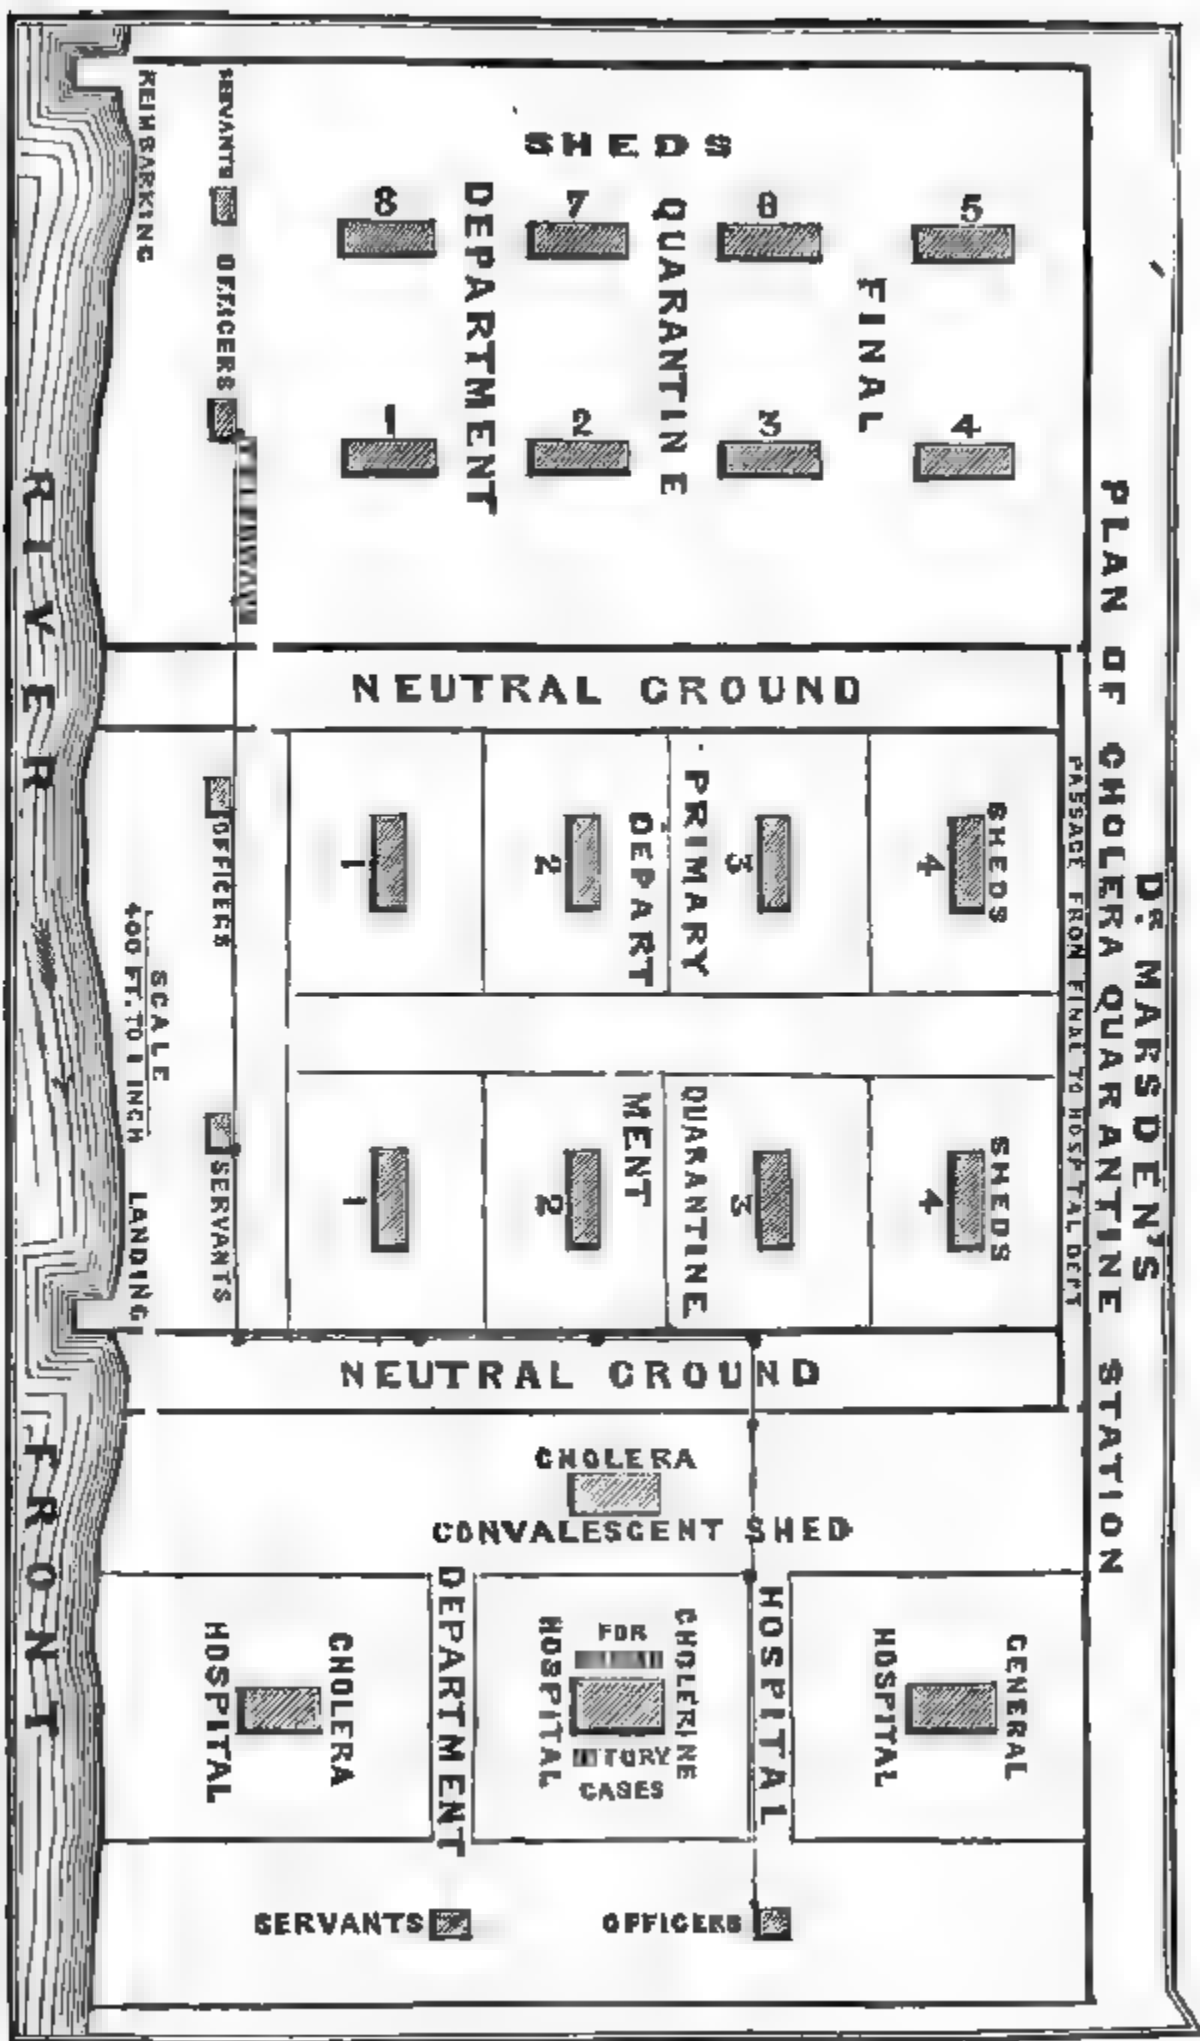 DR MARSDEN'S
PLAN OF CHOLERA QUARANTINE STATION
PASSAGE FROM FINAL TO HOSPITAL DEPT
SHEDS
8 7 6 5
FINAL
QUARANTINE
DEPARTMENT
1 2 3 4
SERVANTS OFFICERS
REIMBARKING
NEUTRAL GROUND
SHEDS
1 2 3 4
PRIMARY
DEPART
OFFICERS
SCALE
400 FT. TO 1 INCH
SHEDS
1 2 3 4
QUARANTINE
MENT
SERVANTS
LANDING
NEUTRAL GROUND
CHOLERA
CONVALESCENT SHED
HOSPITAL
DEPARTMENT
GENERAL
HOSPITAL
CHOLERINE
HOSPITAL
FOR
CASES
CHOLERA
HOSPITAL
SERVANTS
OFFICERS
RIVER FRONT